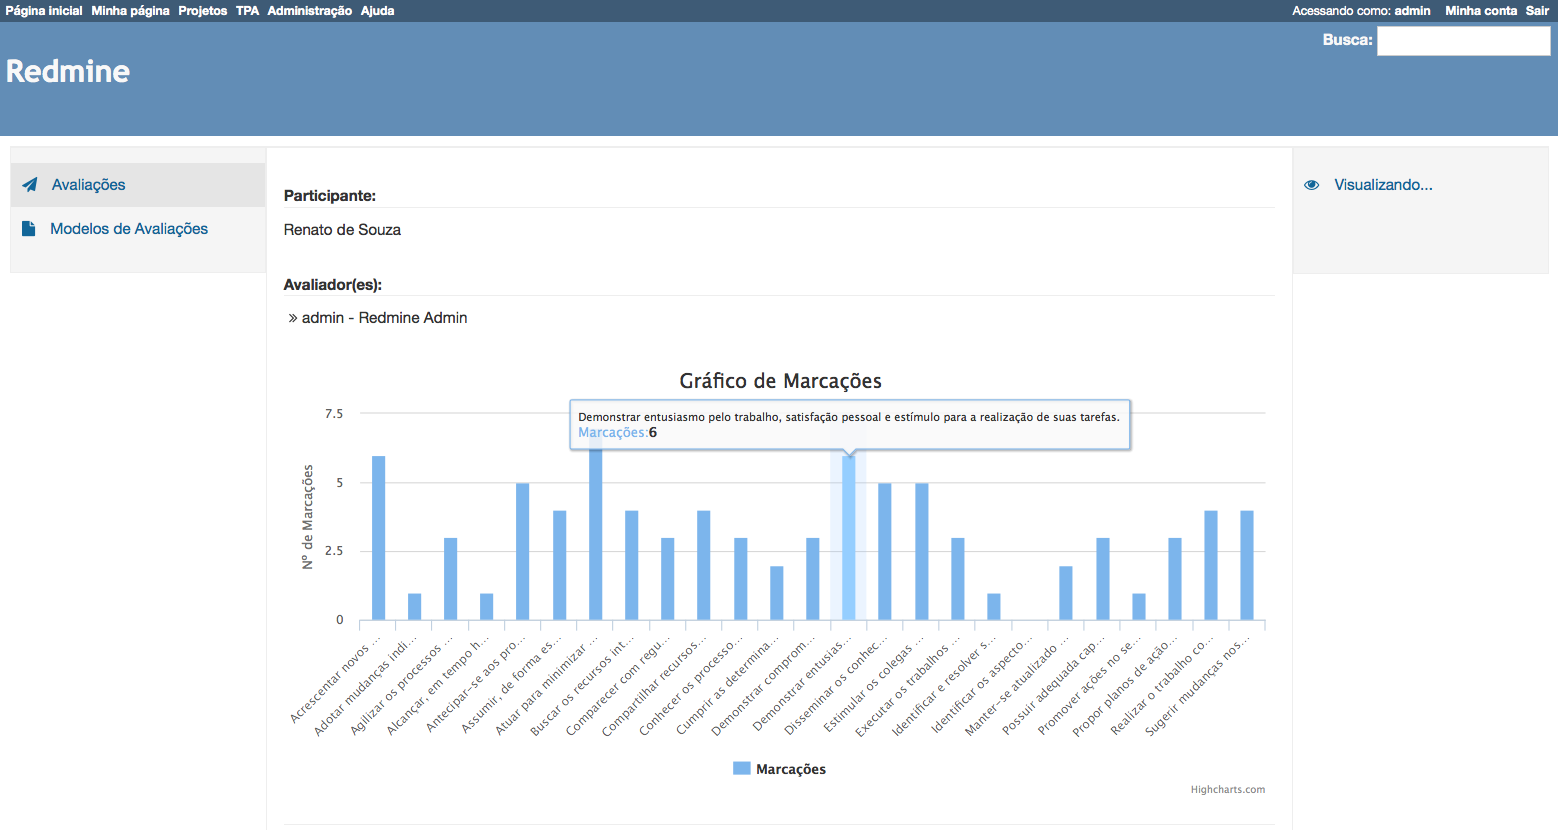 Página inicial Minha página Projetos TPA Administração Ajuda
Acessando como: admin Minha conta Sair
Busca:
Redmine
Avaliações
Modelos de Avaliações
Visualizando...
Participante:
Renato de Souza
Avaliador(es):
» admin - Redmine Admin
Gráfico de Marcações
Demonstrar entusiasmo pelo trabalho, satisfação pessoal e estímulo para a realização de suas tarefas.
Marcações:6
Nº de Marcações
7.5
5
2.5
0
Acrescentar novos ...
Adotar mudanças indi...
Agilizar os processos ...
Alcançar, em tempo h...
Antecipar-se aos pro...
Assumir, de forma es...
Atuar para minimizar ...
Buscar os recursos int...
Comparecer com regu...
Compartilhar recursos...
Conhecer os processo...
Cumprir as determina...
Demonstrar comprom...
Demonstrar entusias...
Disseminar os conhec...
Estimular os colegas ...
Executar os trabalhos ...
Identificar e resolver s...
Identificar os aspecto...
Manter-se atualizado ...
Possuir adequada cap...
Promover ações no se...
Propor planos de ação...
Realizar o trabalho co...
Sugerir mudanças nos...
Marcações
Highcharts.com